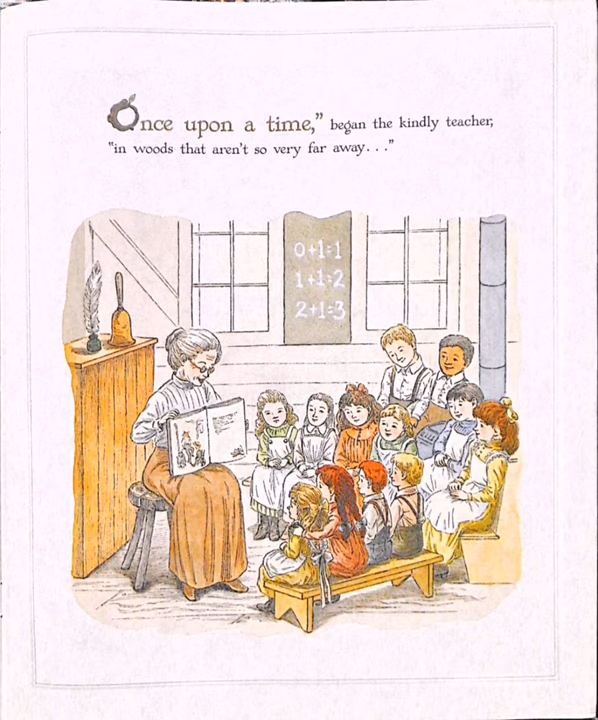 Once upon a time,” began the kindly teacher,
“in woods that aren’t so very far away. . .”
0+1=1
1+1=2
2+1=3